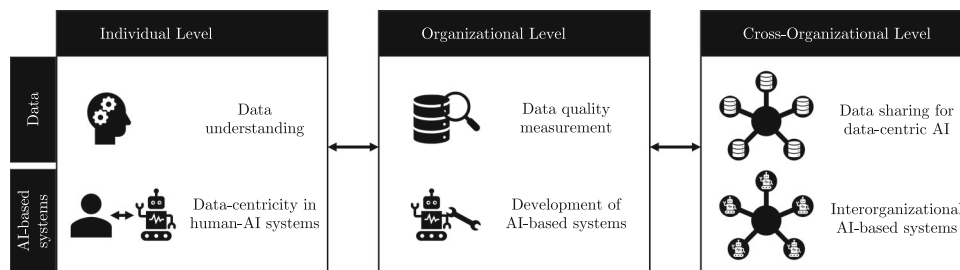 Individual Level
Organizational Level
Cross-Organizational Level
Data
Data
understanding
Data quality
measurement
Data sharing for
data-centric AI
AI-based
systems
Data-centricity in
human-AI systems
Development of
AI-based systems
Interorganizational
AI-based systems